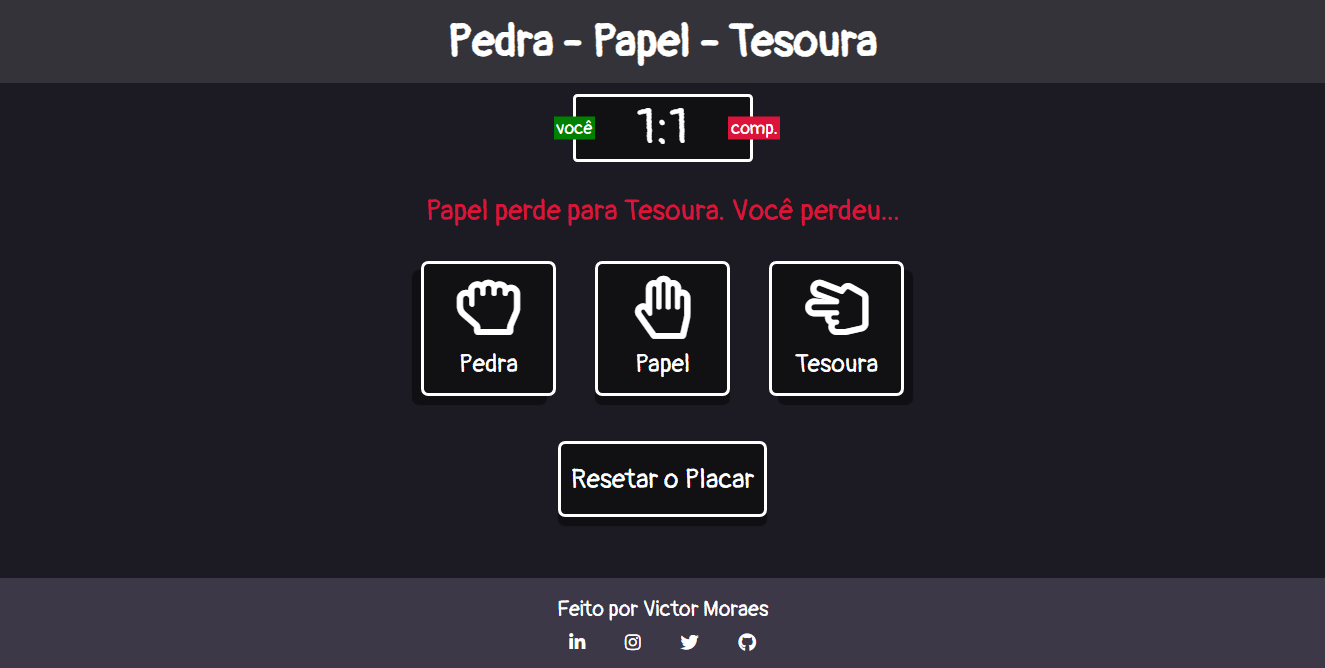 Pedra - Papel - Tesoura
você 1:1 comp.
Papel perde para Tesoura. Você perdeu...
Pedra Papel Tesoura
Resetar o Placar
Feito por Victor Moraes
in